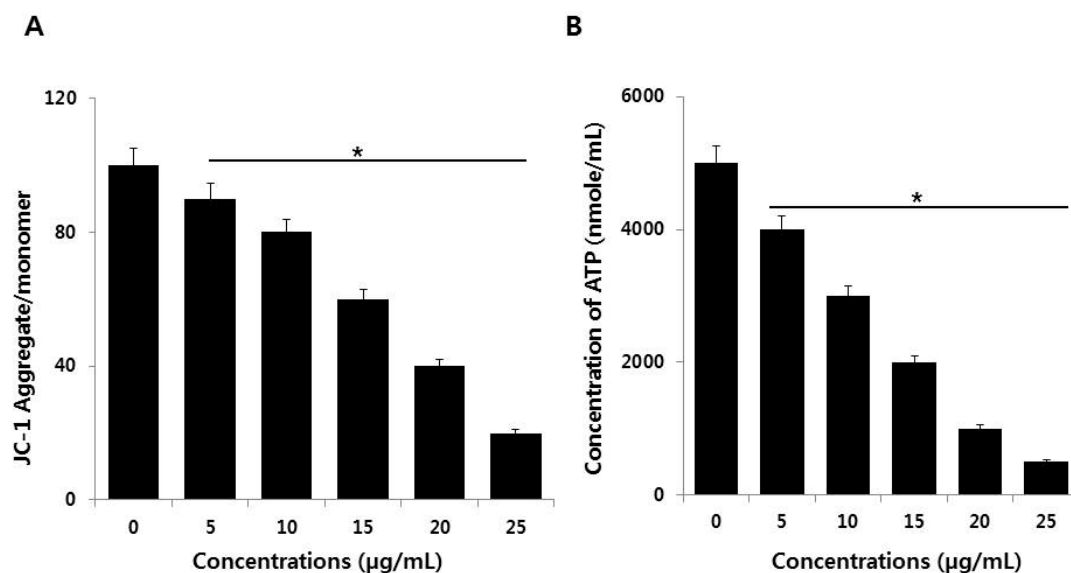 A
JC-1 Aggregate/monomer
120
80
40
0
*
0 5 10 15 20 25
Concentrations (µg/mL)
B
Concentration of ATP (nmole/mL)
6000
4000
2000
0
*
0 5 10 15 20 25
Concentrations (µg/mL)